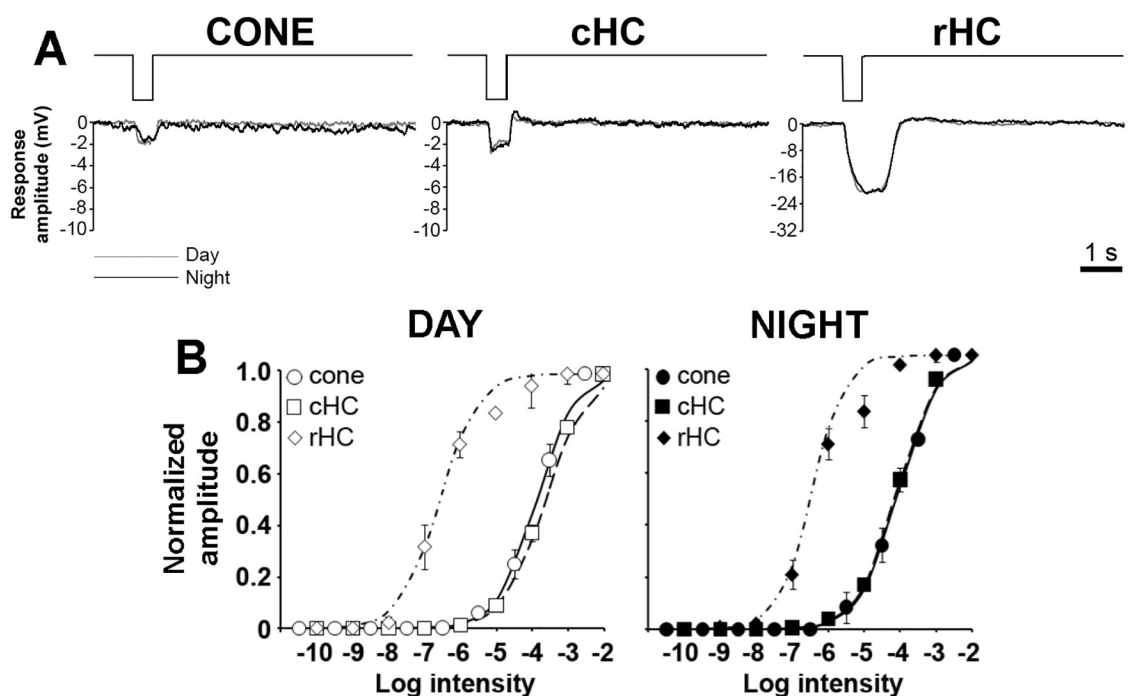 A
CONE
cHC
rHC
Response
amplitude (mV)
0
-2
-4
-6
-8
-10
0
-2
-4
-6
-8
-10
0
-8
-16
-24
-32
Day
Night
1 s
B
DAY
NIGHT
Normalized
amplitude
1.0
0.8
0.6
0.4
0.2
0
cone
cHC
rHC
cone
cHC
rHC
-10 -9 -8 -7 -6 -5 -4 -3 -2
-10 -9 -8 -7 -6 -5 -4 -3 -2
Log intensity
Log intensity